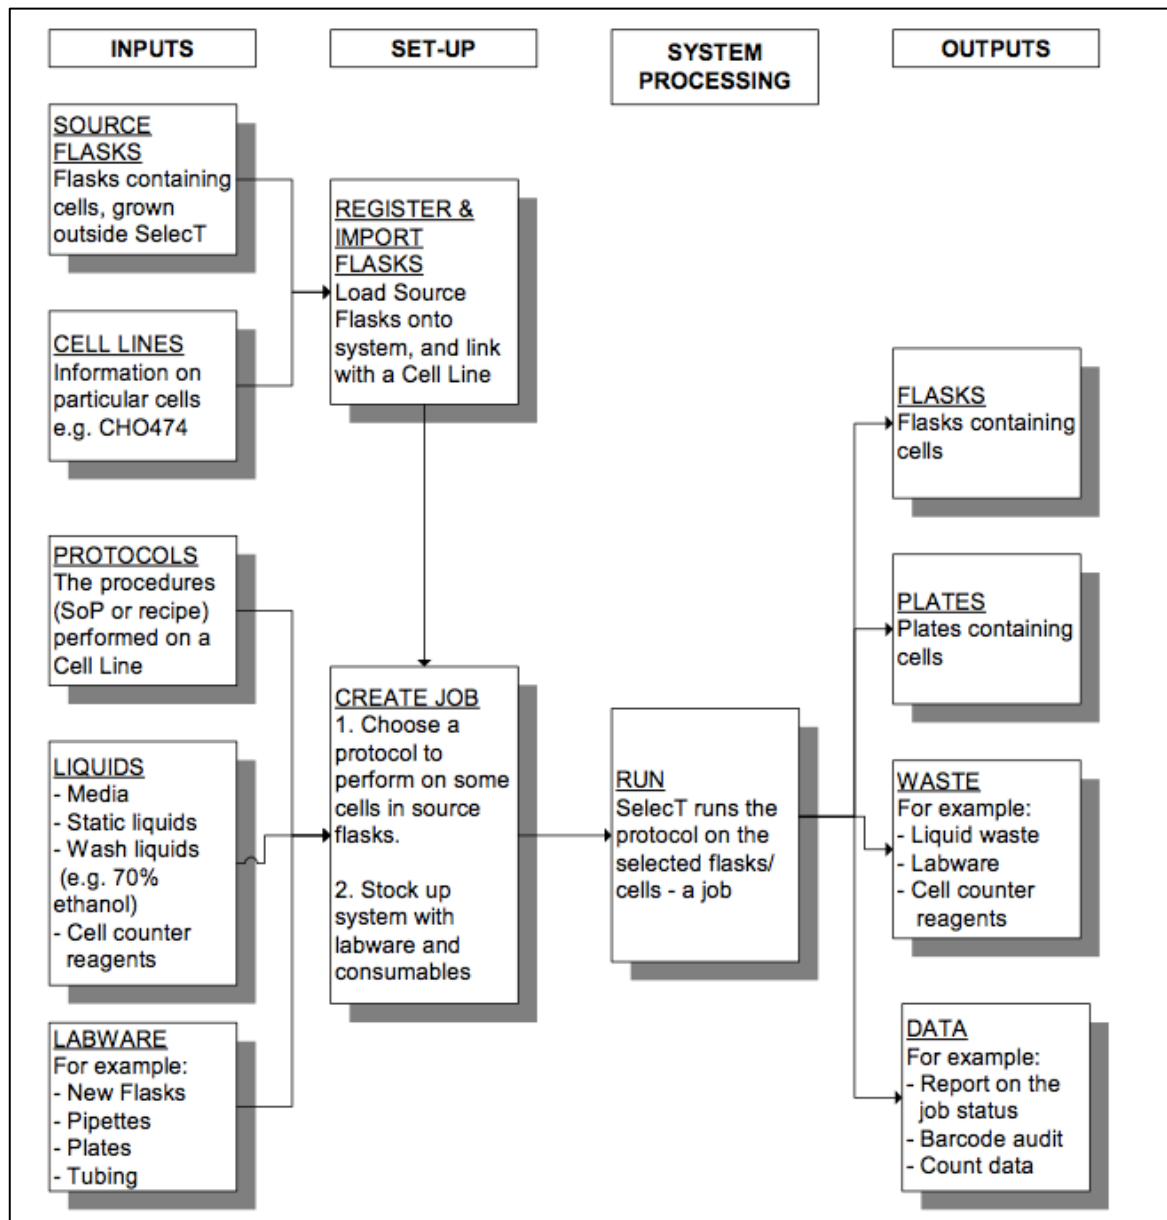 INPUTS
SET-UP
SYSTEM
PROCESSING
OUTPUTS
SOURCE
FLASKS
Flasks containing
cells, grown
outside SelecT
CELL LINES
Information on
particular cells
e.g. CHO474
PROTOCOLS
The procedures
(SoP or recipe)
performed on a
Cell Line
LIQUIDS
- Media
- Static liquids
- Wash liquids
(e.g. 70%
ethanol)
- Cell counter
reagents
LABWARE
For example:
- New Flasks
- Pipettes
- Plates
- Tubing
REGISTER &
IMPORT
FLASKS
Load Source
Flasks onto
system, and link
with a Cell Line
CREATE JOB
1. Choose a
protocol to
perform on some
cells in source
flasks.
2. Stock up
system with
labware and
consumables
RUN
SelecT runs the
protocol on the
selected flasks/
cells - a job
FLASKS
Flasks containing
cells
PLATES
Plates containing
cells
WASTE
For example:
- Liquid waste
- Labware
- Cell counter
reagents
DATA
For example:
- Report on the
job status
- Barcode audit
- Count data